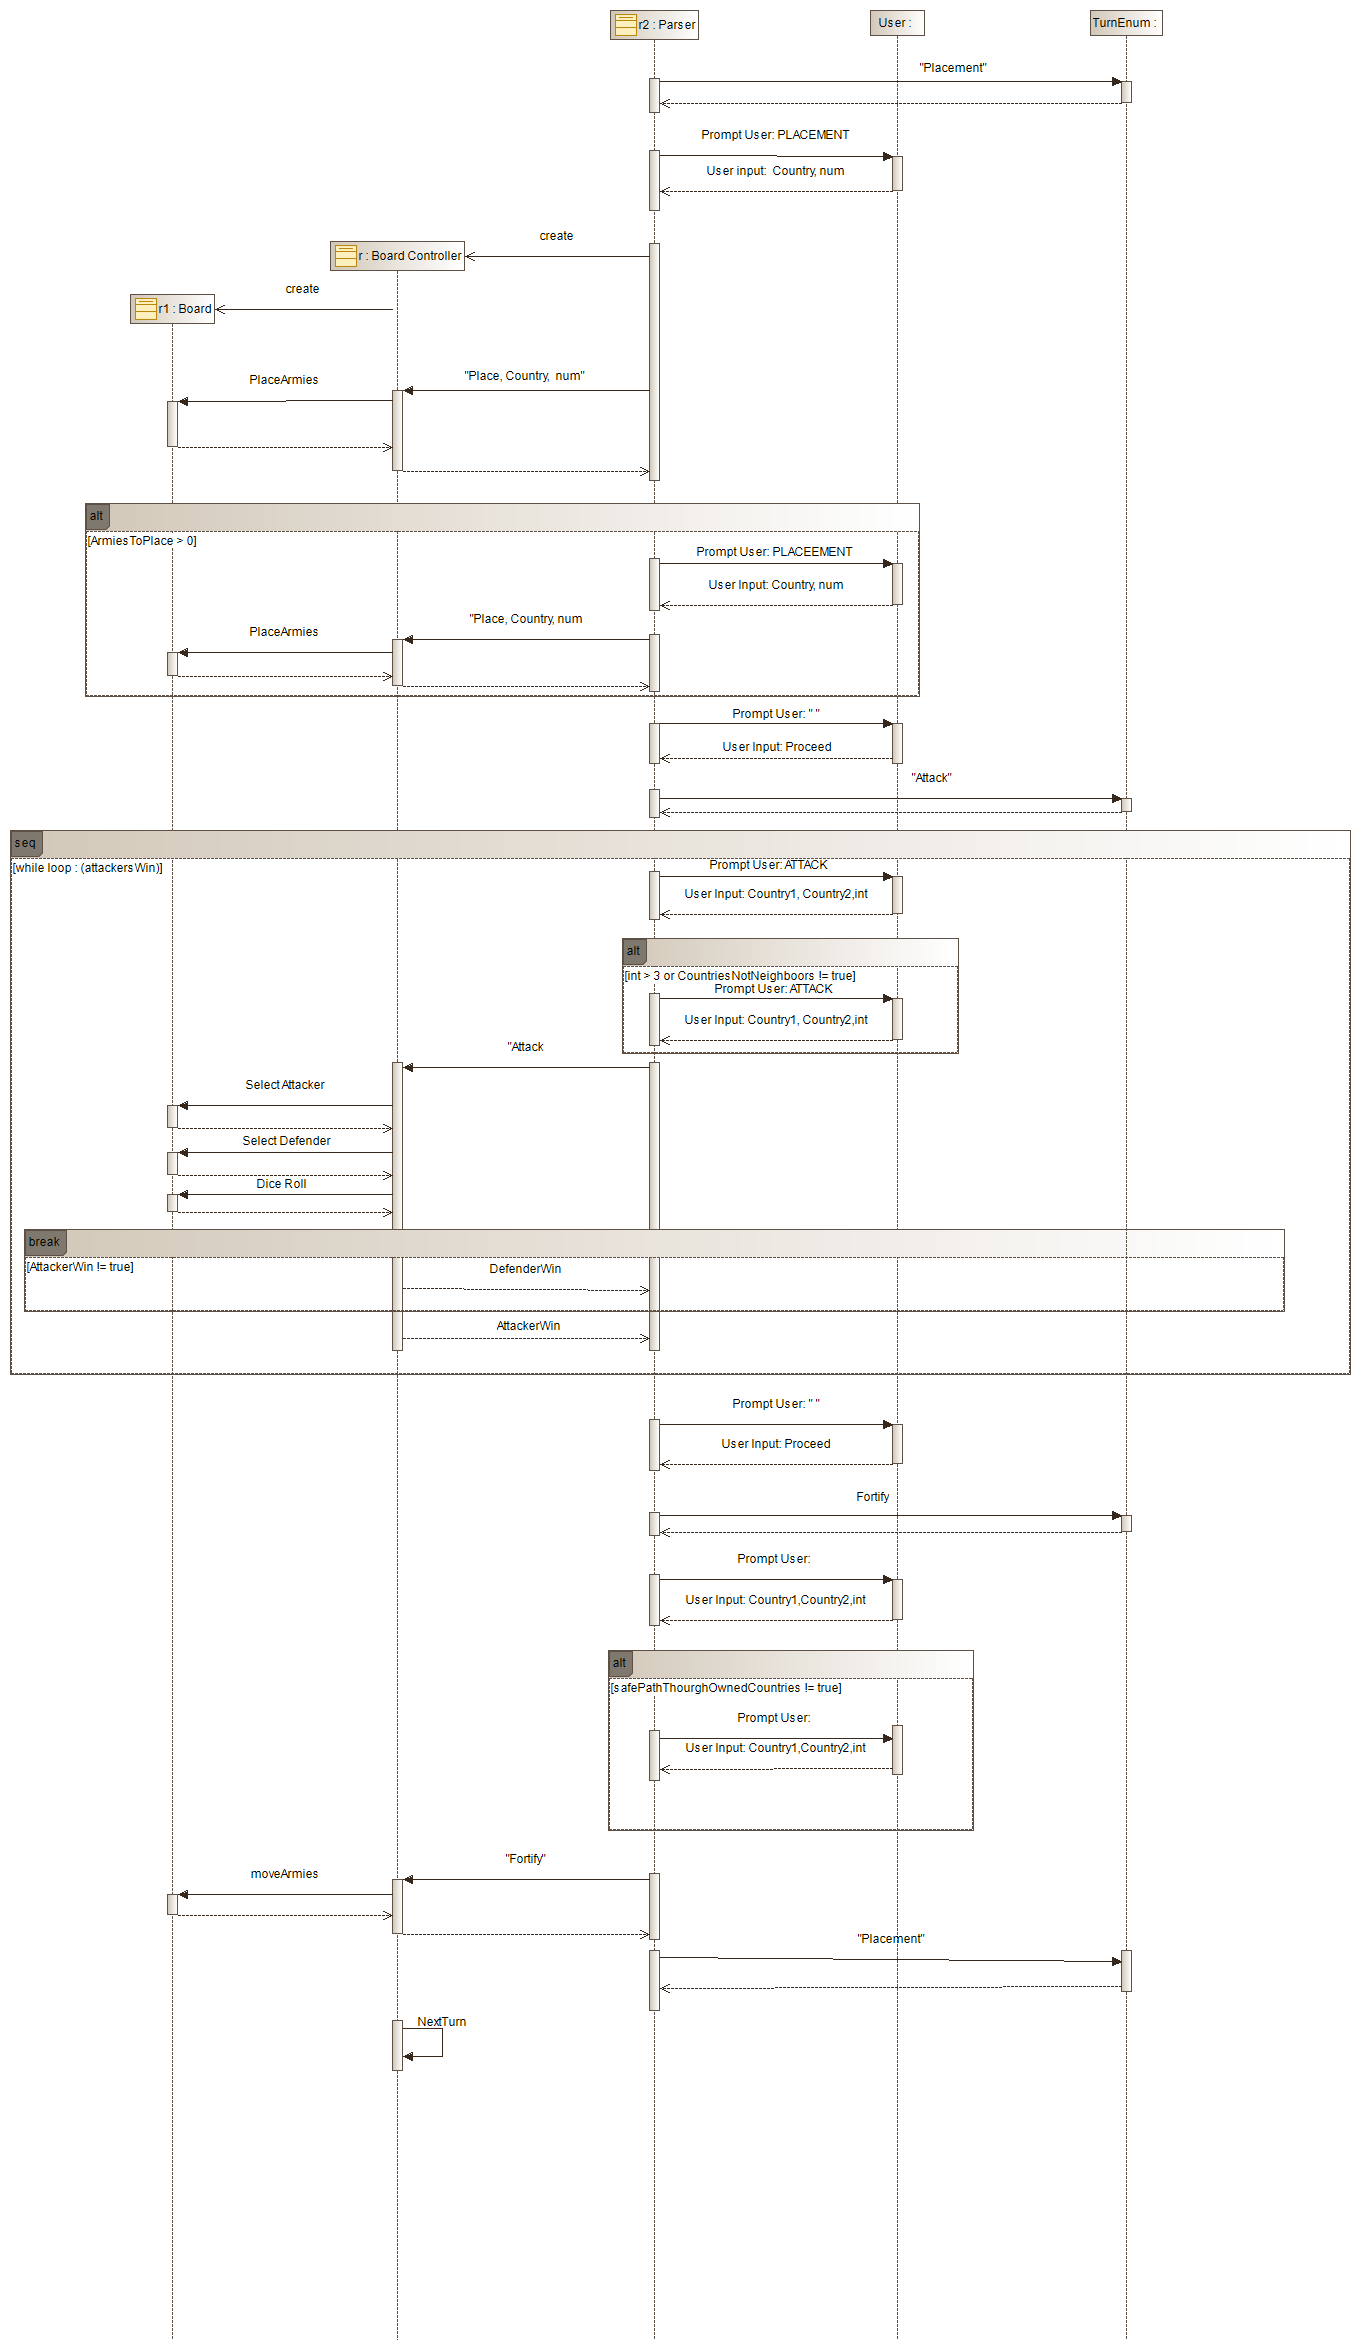 r2 : Parser
User :
TurnEnum :
"Placement"
Prompt User: PLACEMENT
User input:  Country, num
create
r : Board Controller
create
r1 : Board
"Place, Country,  num"
PlaceArmies
alt
[ArmiesToPlace > 0]
Prompt User: PLACEEMENT
User Input: Country, num
"Place, Country, num
PlaceArmies
Prompt User: " "
User Input: Proceed
"Attack"
seq
[while loop : (attackersWin)]
Prompt User: ATTACK
User Input: Country1, Country2,int
alt
[int > 3 or CountriesNotNeighboors != true]
Prompt User: ATTACK
User Input: Country1, Country2,int
"Attack
Select Attacker
Select Defender
Dice Roll
break
[AttackerWin != true]
DefenderWin
AttackerWin
Prompt User: " "
User Input: Proceed
Fortify
Prompt User:
User Input: Country1,Country2,int
alt
[safePathThourghOwnedCountries != true]
Prompt User:
User Input: Country1,Country2,int
"Fortify"
moveArmies
"Placement"
NextTurn